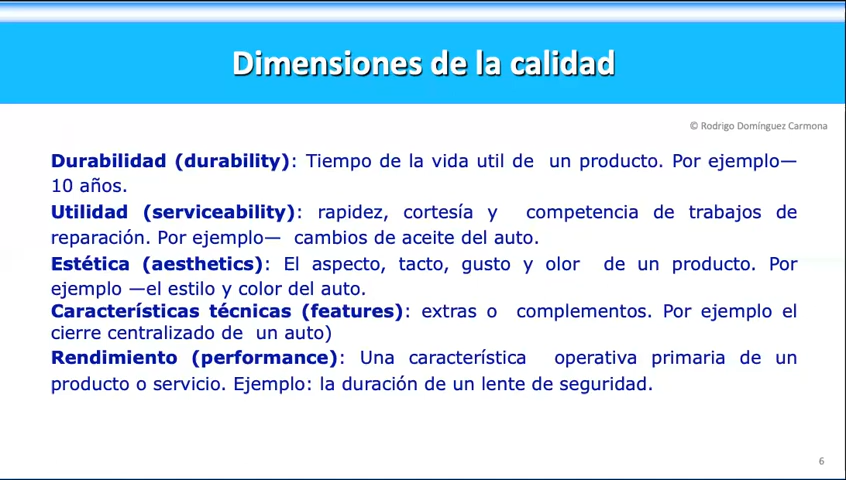 Dimensiones de la calidad
© Rodrigo Domínguez Carmona
Durabilidad (durability): Tiempo de la vida util de un producto. Por ejemplo—
10 años.
Utilidad (serviceability): rapidez, cortesía y competencia de trabajos de
reparación. Por ejemplo— cambios de aceite del auto.
Estética (aesthetics): El aspecto, tacto, gusto y olor de un producto. Por
ejemplo —el estilo y color del auto.
Características técnicas (features): extras o complementos. Por ejemplo el
cierre centralizado de un auto)
Rendimiento (performance): Una característica operativa primaria de un
producto o servicio. Ejemplo: la duración de un lente de seguridad.
6